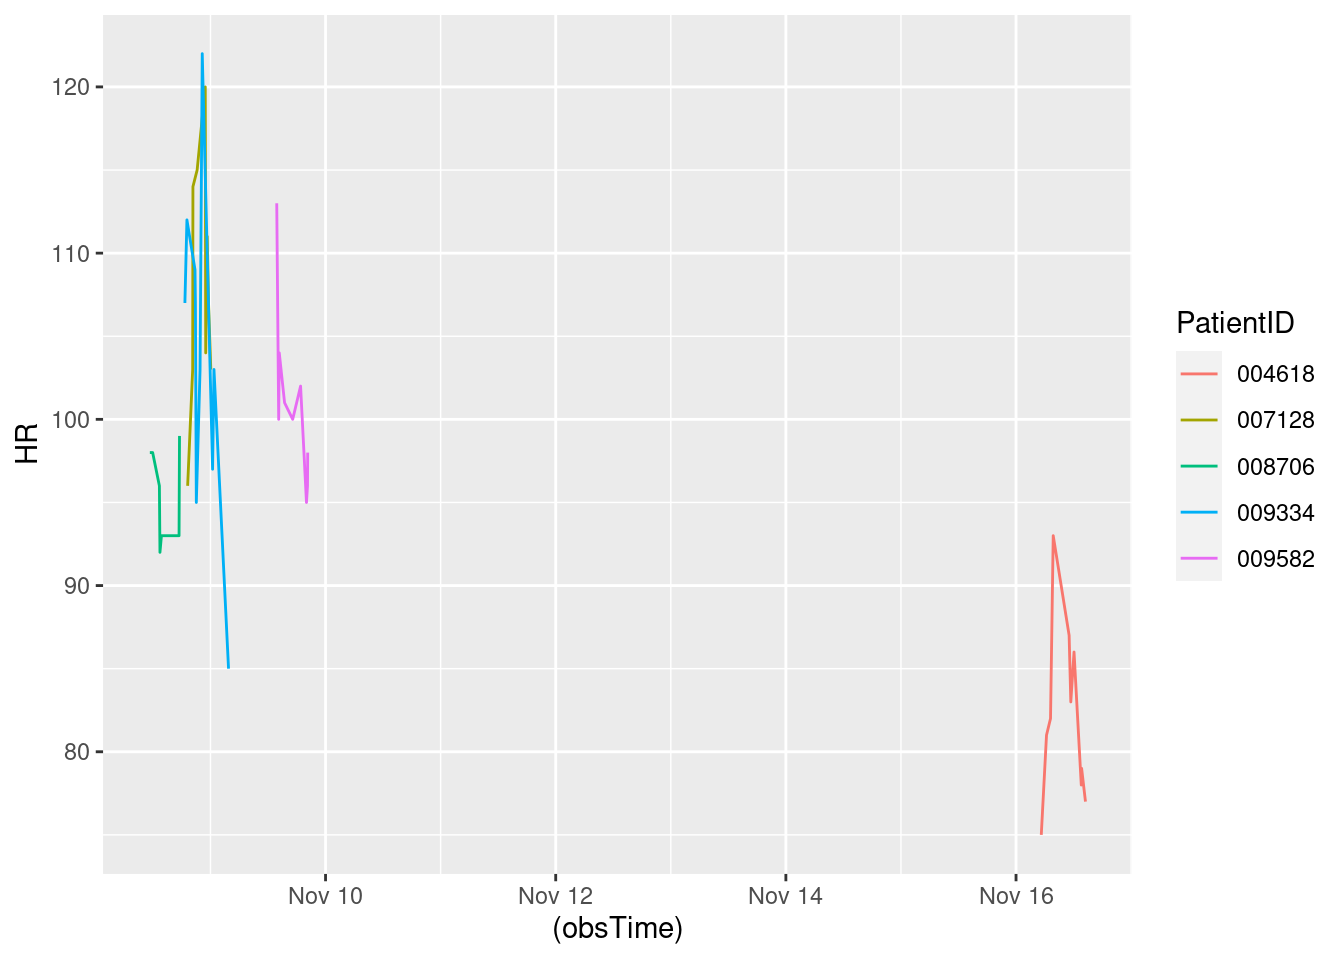 120
110
100
90
80
HR
Nov 10
Nov 12
Nov 14
Nov 16
(obsTime)
PatientID
004618
007128
008706
009334
009582